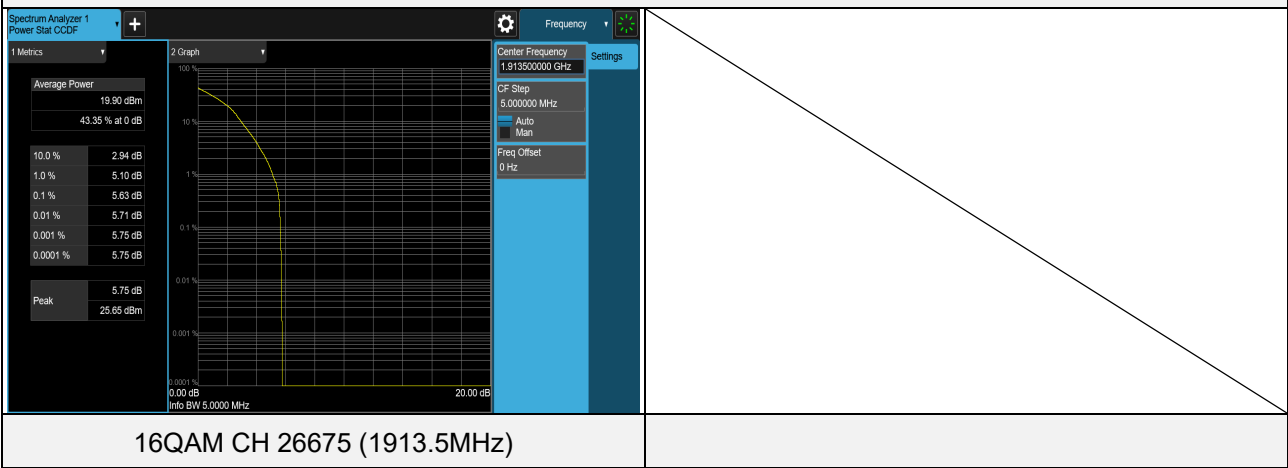 Spectrum Analyzer 1
Power Stat CCDF
+
Frequency
1 Metrics
2 Graph
Center Frequency
1.913500000 GHz
Settings
CF Step
5.000000 MHz
Auto
Man
Freq Offset
0 Hz
Average Power
19.90 dBm
43.35 % at 0 dB
10.0 % 2.94 dB
1.0 % 5.10 dB
0.1 % 5.63 dB
0.01 % 5.71 dB
0.001 % 5.75 dB
0.0001 % 5.75 dB
Peak 5.75 dB
25.65 dBm
100 %
10 %
1 %
0.1 %
0.01 %
0.001 %
0.0001 %
0.00 dB 20.00 dB
Info BW 5.0000 MHz
16QAM CH 26675 (1913.5MHz)